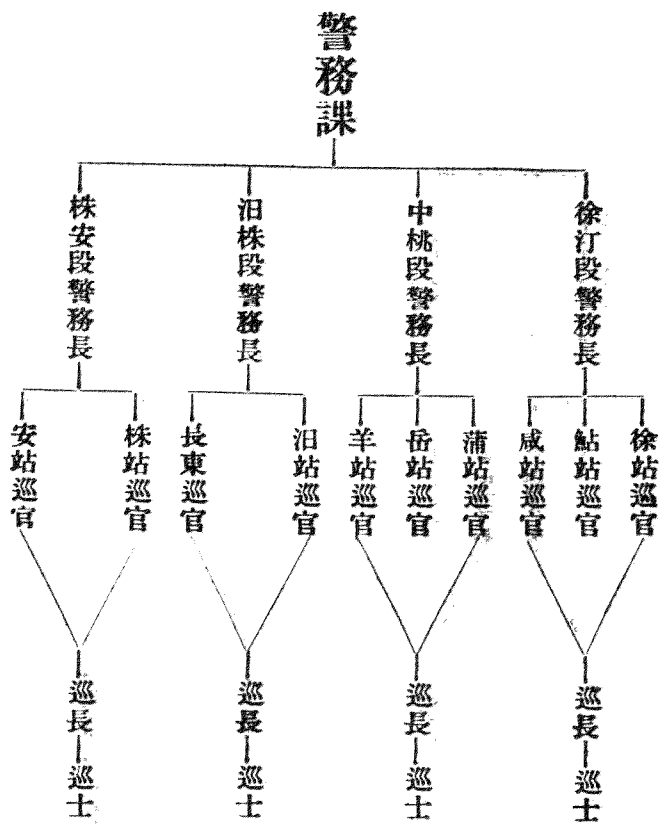 警務課
徐汀段警務長
中桃段警務長
汨株段警務長
株安段警務長
徐站巡官
鮎站巡官
咸站巡官
蒲站巡官
岳站巡官
羊站巡官
汨站巡官
長東巡官
株站巡官
安站巡官
巡長
巡士
巡長
巡士
巡長
巡士
巡長
巡士